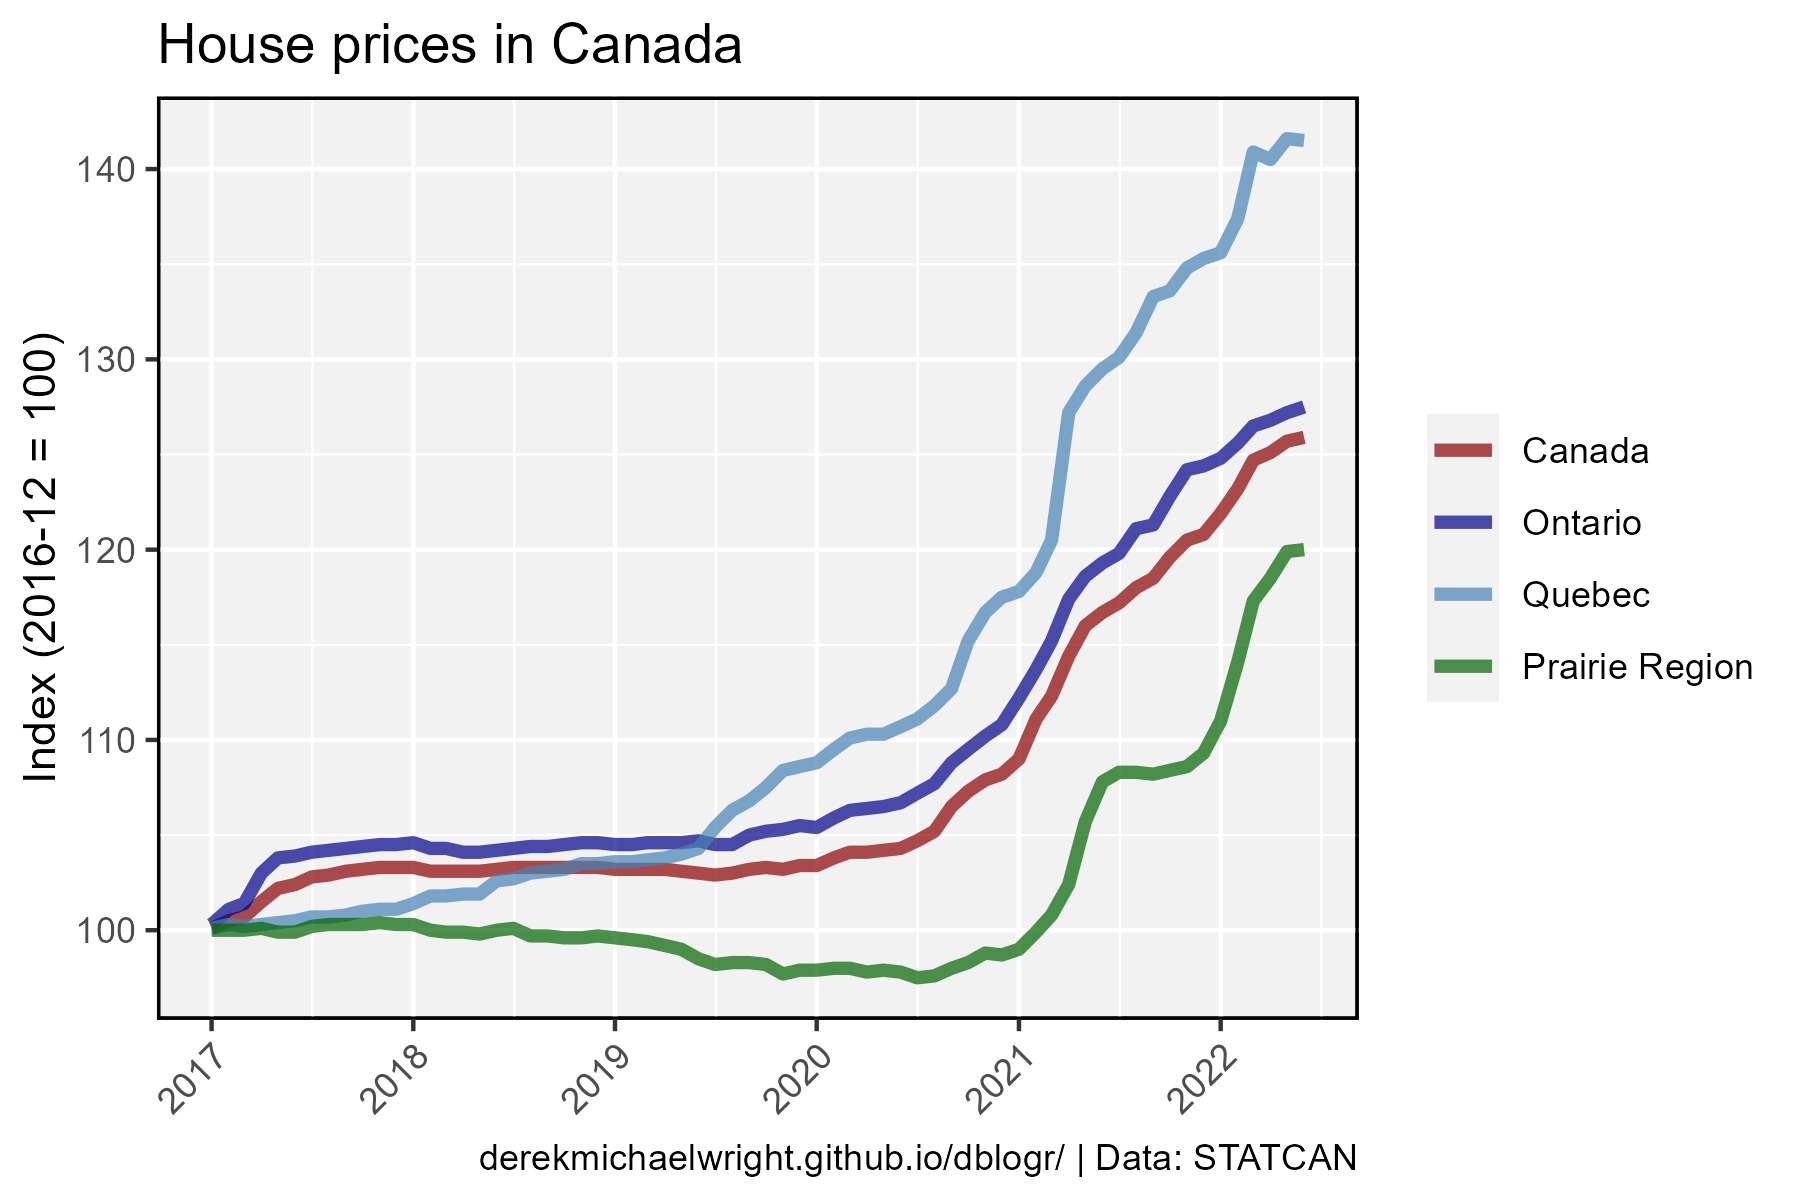 House prices in Canada
Index (2016-12 = 100)
140
130
120
110
100
2017
2018
2019
2020
2021
2022
Canada
Ontario
Quebec
Prairie Region
derekmichaelwright.github.io/dblogr/ | Data: STATCAN